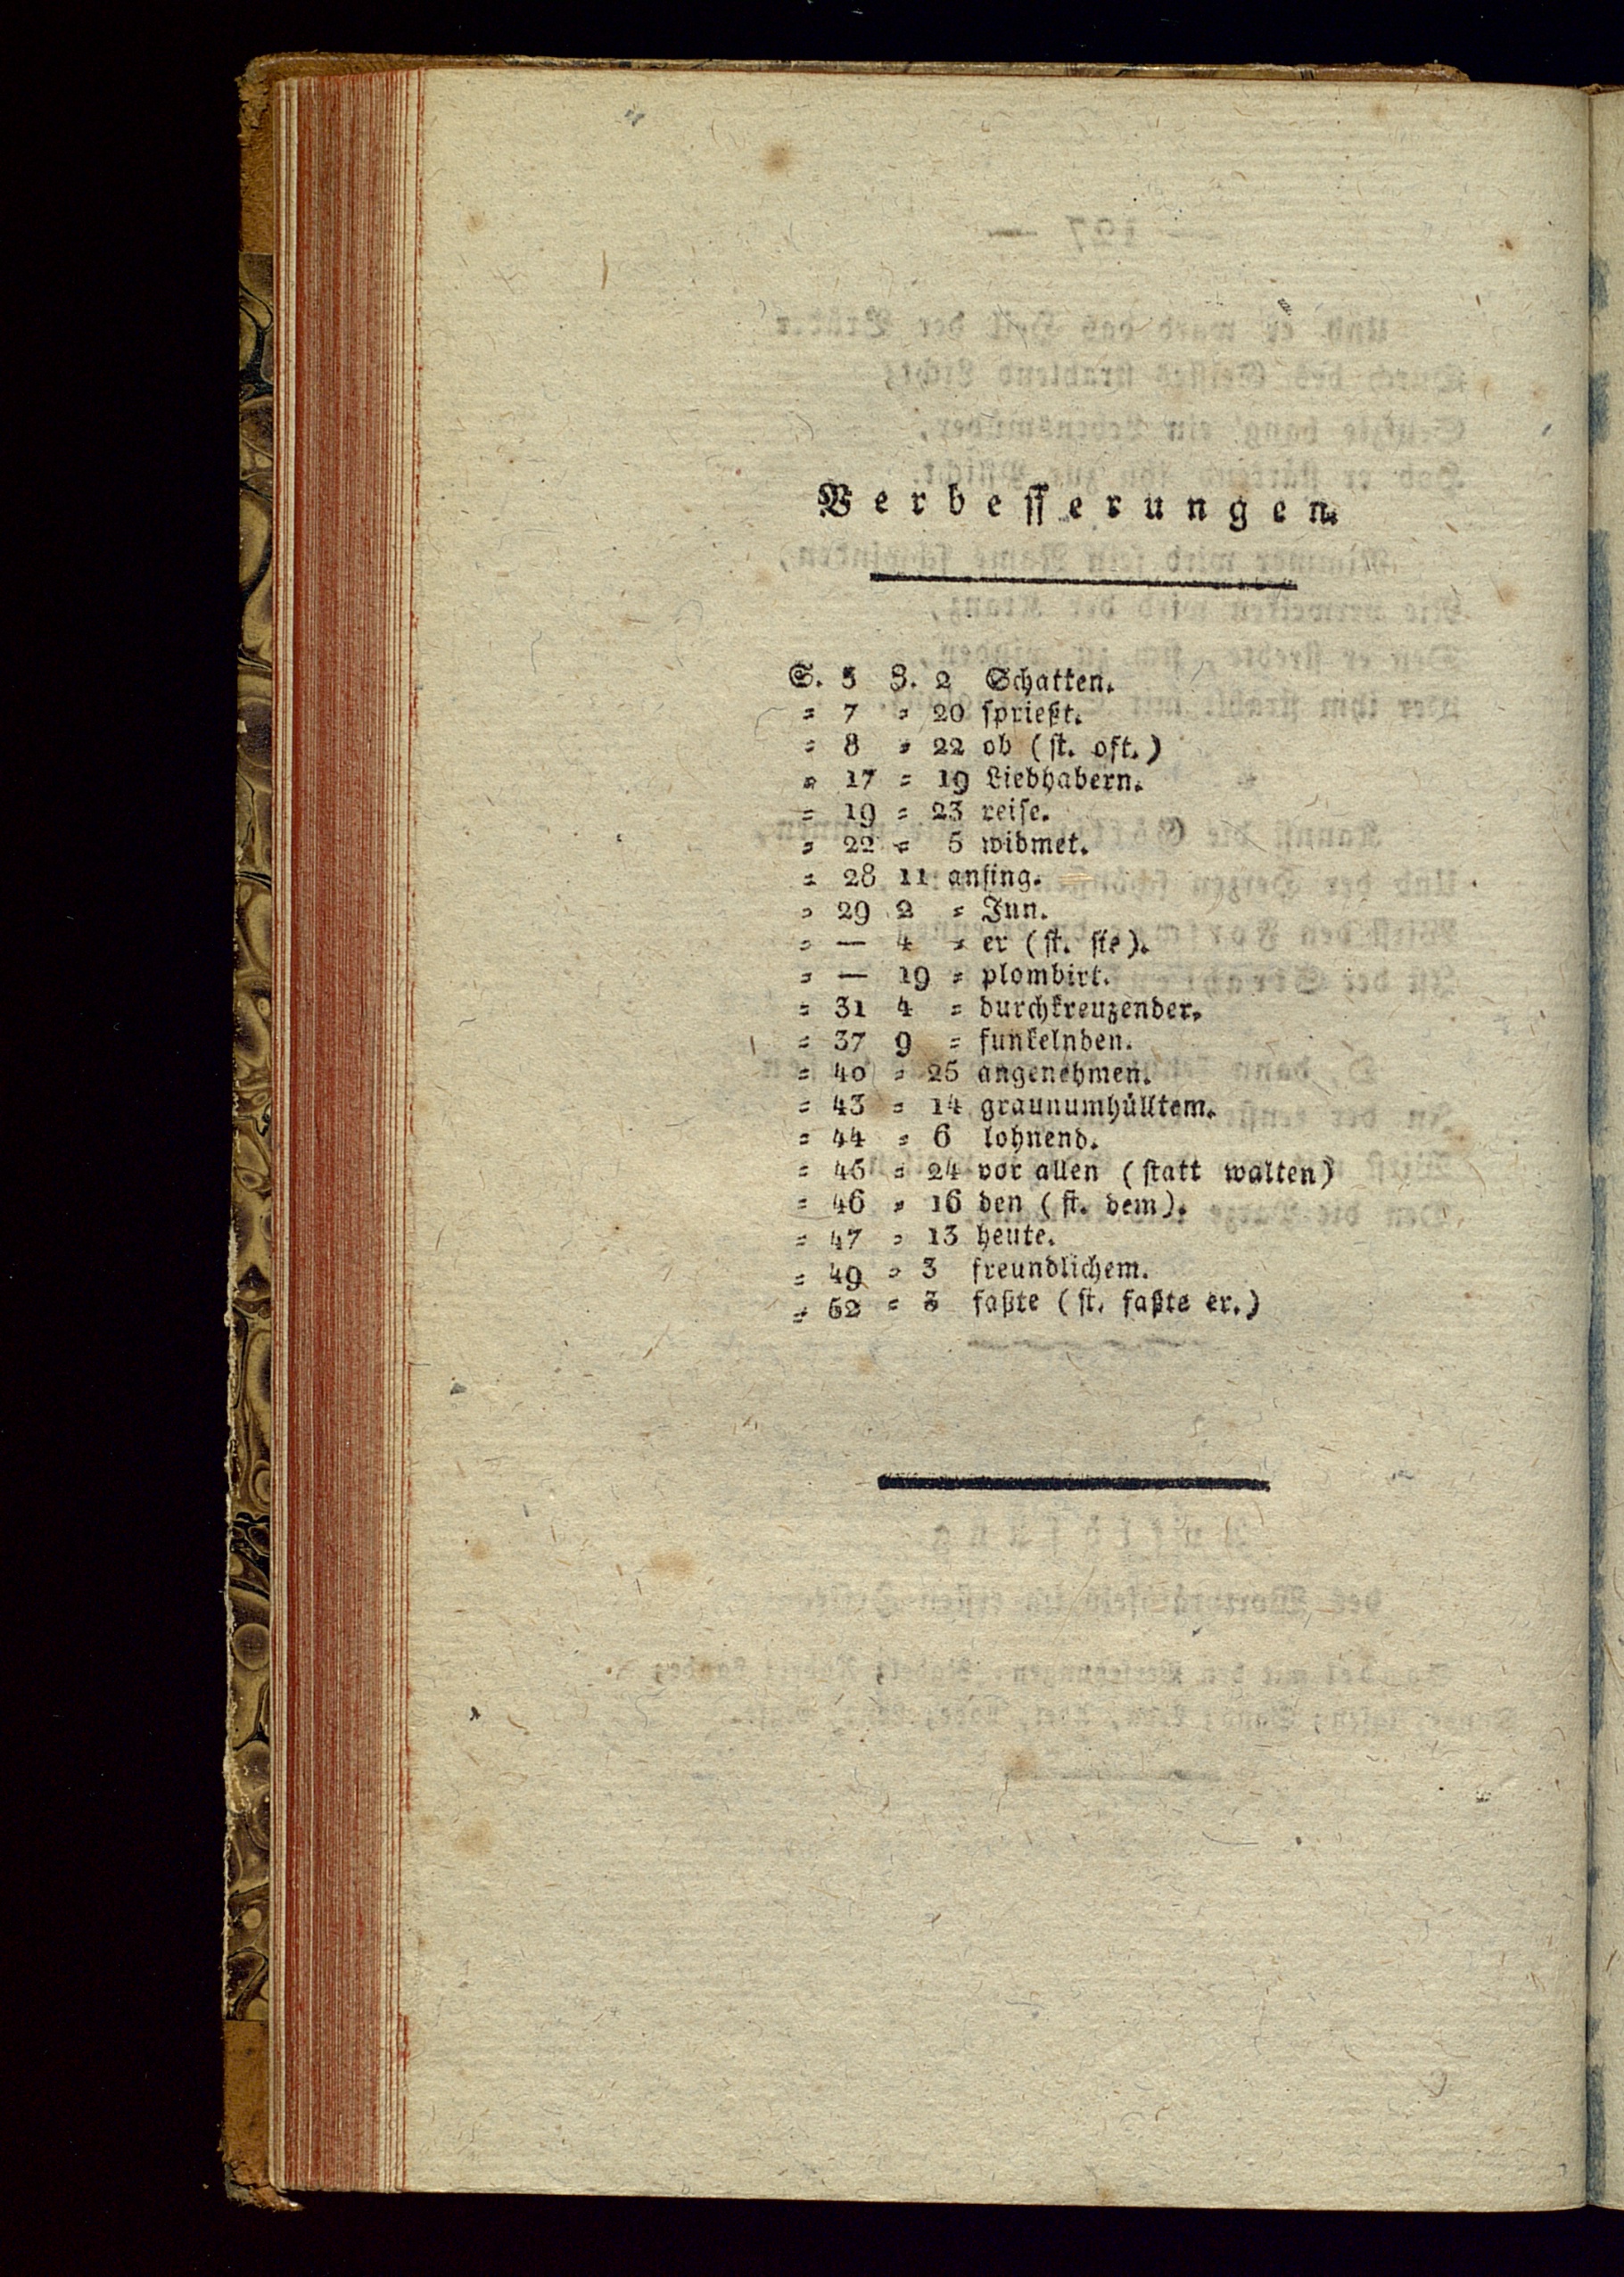 Verbesserungen.
S. 5 Z. 2 Schatten.
= 7 = 20 sprießt.
= 8 = 22 ob (st. oft.)
= 17 = 19 Liebhabern.
= 19 = 23 reise.
= 22 = 5 widmet.
= 28 11 anfing.
= 29 2 = Jun.
= — 4 = er (st. sie).
= — 19 = plombirt.
= 31 4 = durchkreuzender.
= 37 9 = funkelnden.
= 40 = 25 angenehmen.
= 43 = 14 graunumhülltem.
= 44 = 6 lohnend.
= 45 = 24 vor allen (statt walten)
= 46 = 16 den (st. dem).
= 47 = 13 heute.
= 49 = 3 freundlichem.
= 52 = 3 faßte (st. faßte er.)